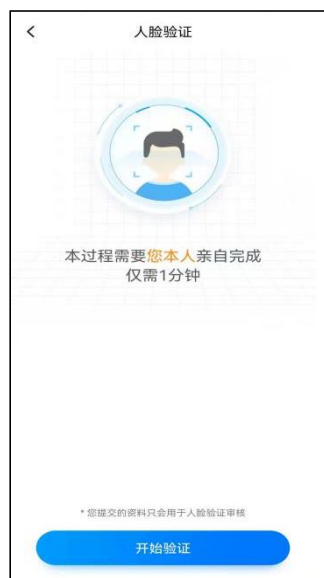 人脸验证
本过程需要您本人亲自完成
仅需1分钟
* 您提交的资料只会用于人脸验证审核
开始验证